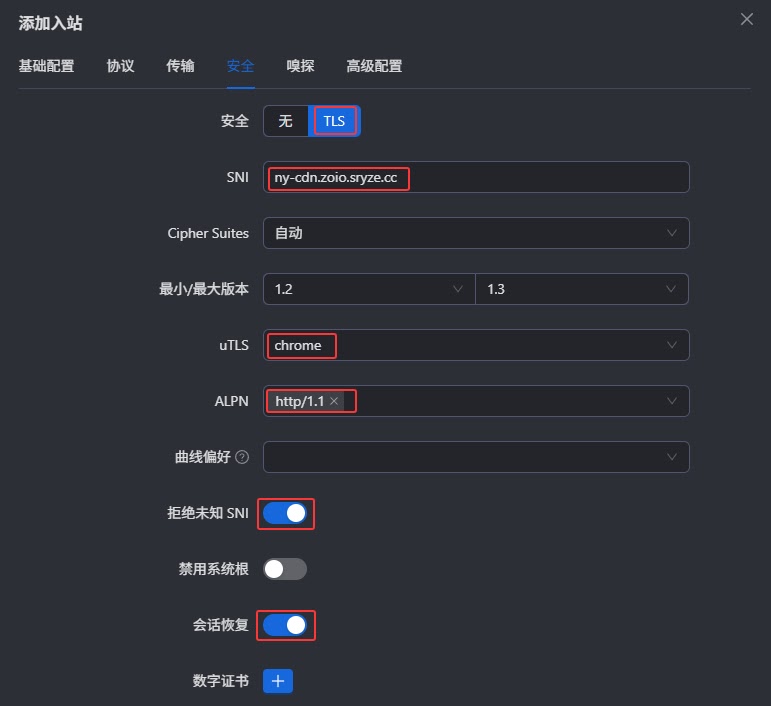 添加入站
基础配置 协议 传输 安全 嗅探 高级配置
安全 无 TLS
SNI ny-cdn.zoio.sryze.cc
Cipher Suites 自动
最小/最大版本 1.2 1.3
uTLS chrome
ALPN http/1.1
曲线偏好
拒绝未知 SNI
禁用系统根
会话恢复
数字证书